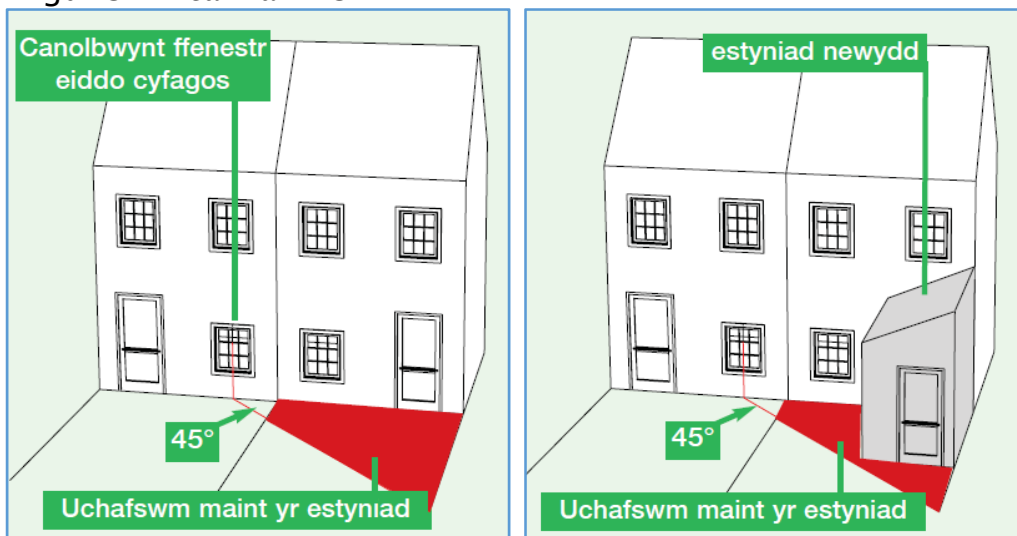 Canolbwynt ffenestr
eiddo cyfagos
45°
Uchafswm maint yr estyniad
estyniad newydd
45°
Uchafswm maint yr estyniad